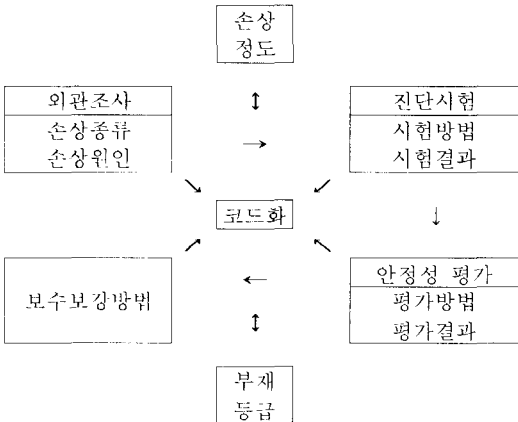 손상
정도
외관조사
손상종류
손상원인
진단시험
시험방법
시험결과
코드화
보수보강방법
안정성 평가
평가방법
평가결과
부재
등급